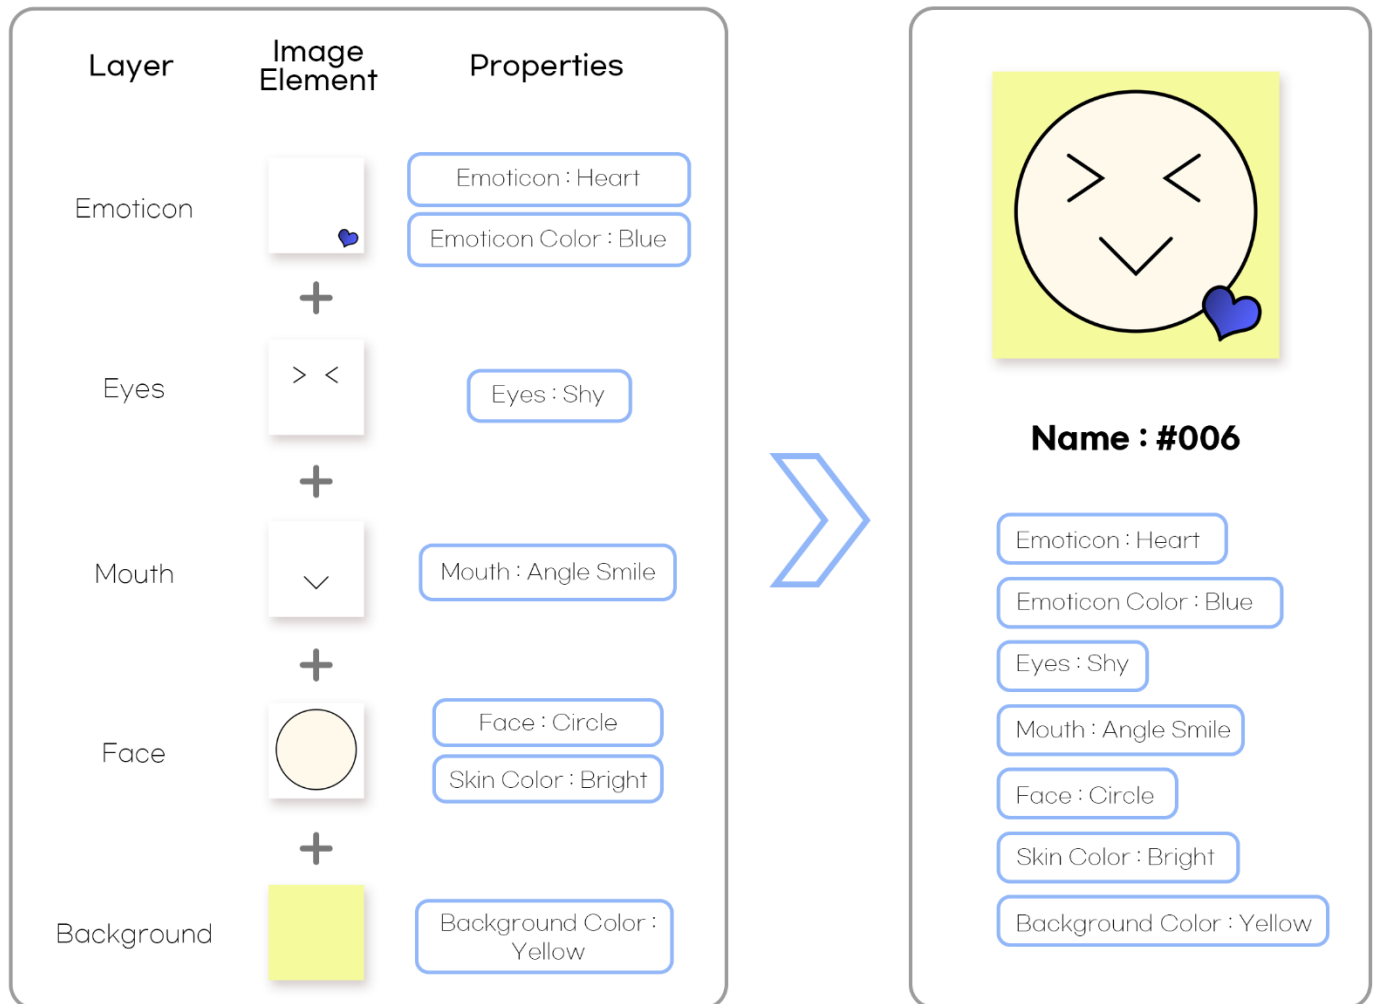 Layer
Image
Element
Properties
Emoticon
Emoticon : Heart
Emoticon Color : Blue
Eyes
Eyes : Shy
Mouth
Mouth : Angle Smile
Face
Face : Circle
Skin Color : Bright
Background
Background Color :
Yellow
Name : #006
Emoticon : Heart
Emoticon Color : Blue
Eyes : Shy
Mouth : Angle Smile
Face : Circle
Skin Color : Bright
Background Color : Yellow